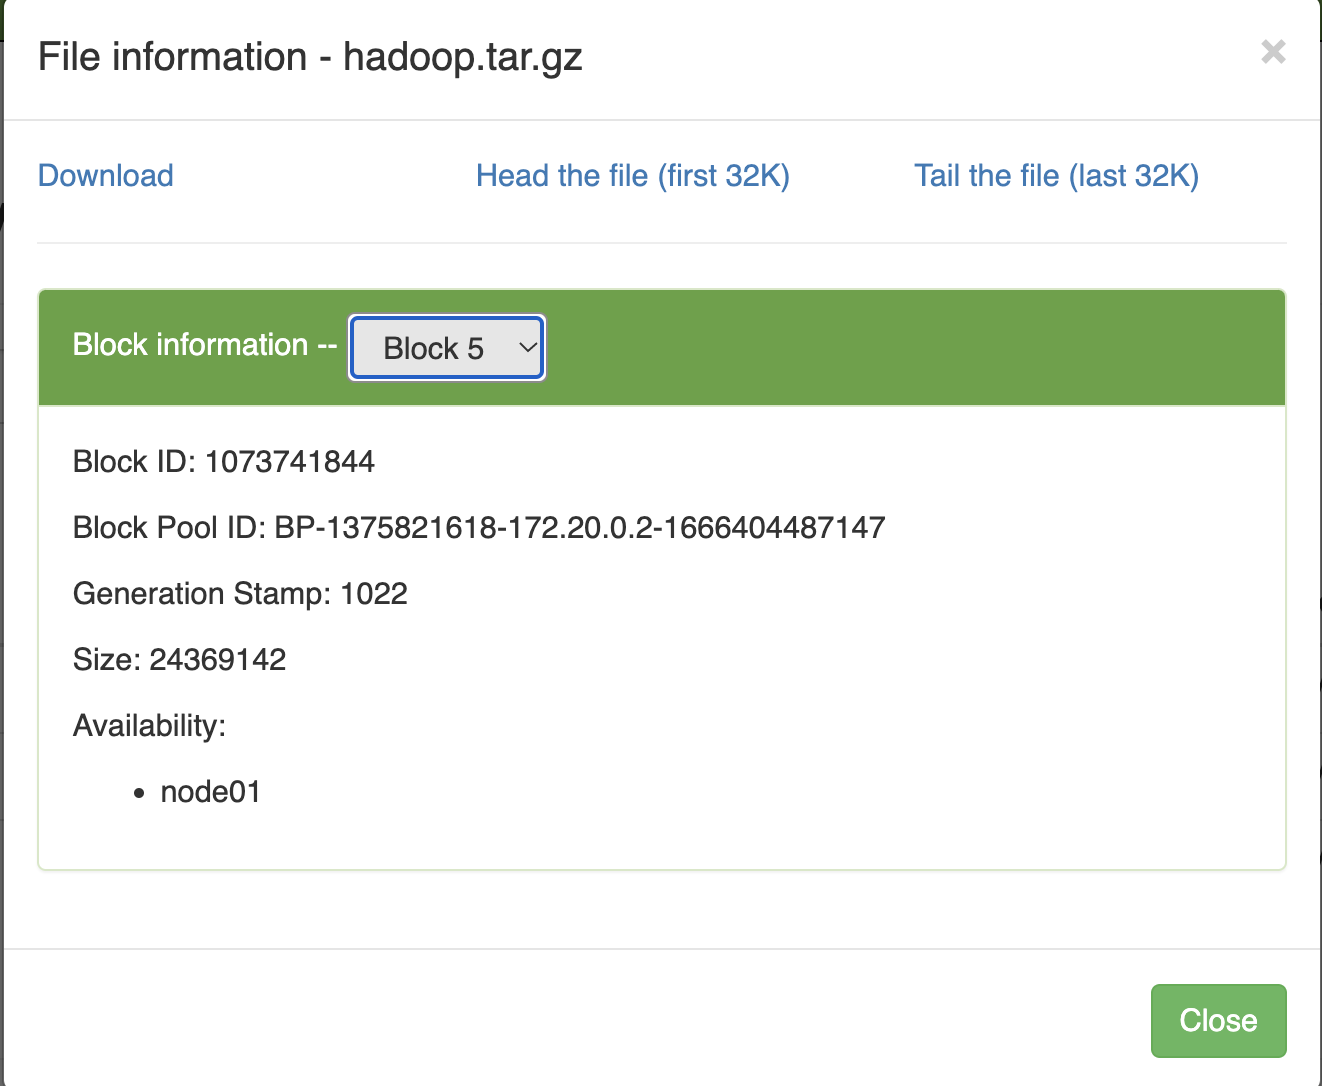 File information - hadoop.tar.gz
×
Download Head the file (first 32K) Tail the file (last 32K)
Block information -- Block 5
Block ID: 1073741844
Block Pool ID: BP-1375821618-172.20.0.2-1666404487147
Generation Stamp: 1022
Size: 24369142
Availability:
• node01
Close